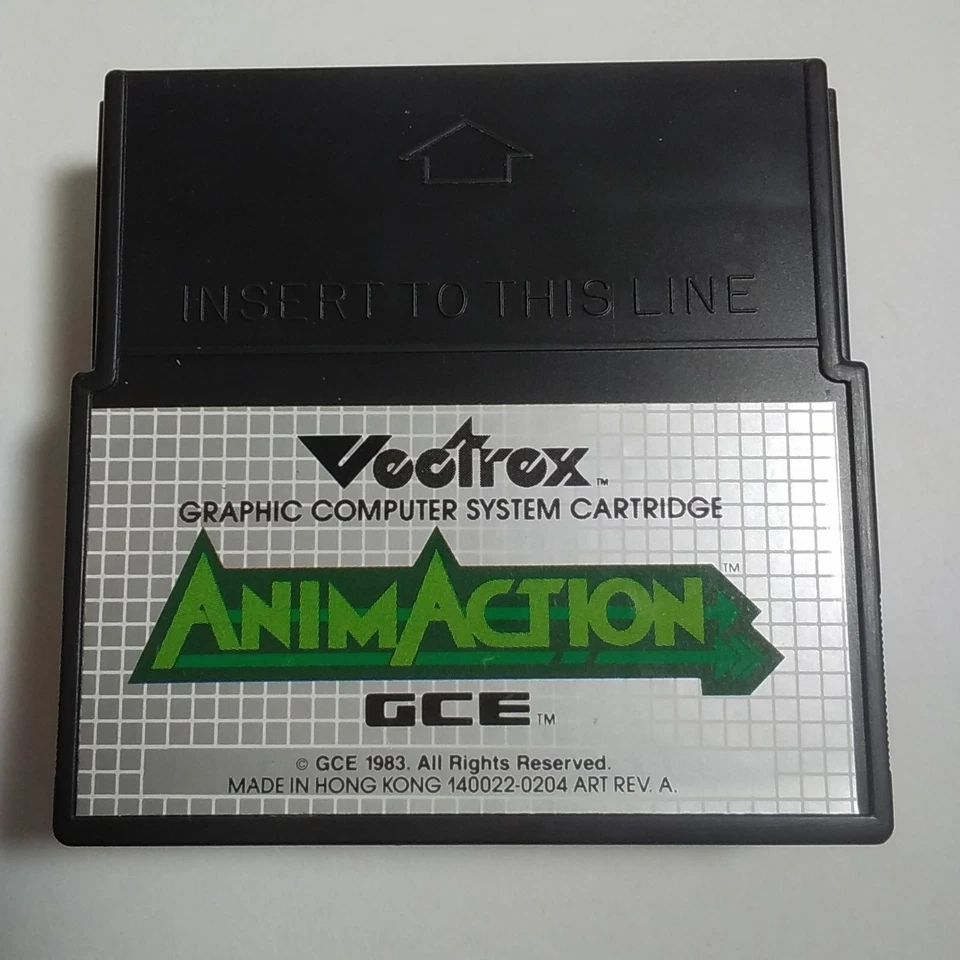 INSERT TO THIS LINE
Vectrex™
GRAPHIC COMPUTER SYSTEM CARTRIDGE
ANIMACTION™
GCE™
© GCE 1983. All Rights Reserved.
MADE IN HONG KONG 140022-0204 ART REV. A.